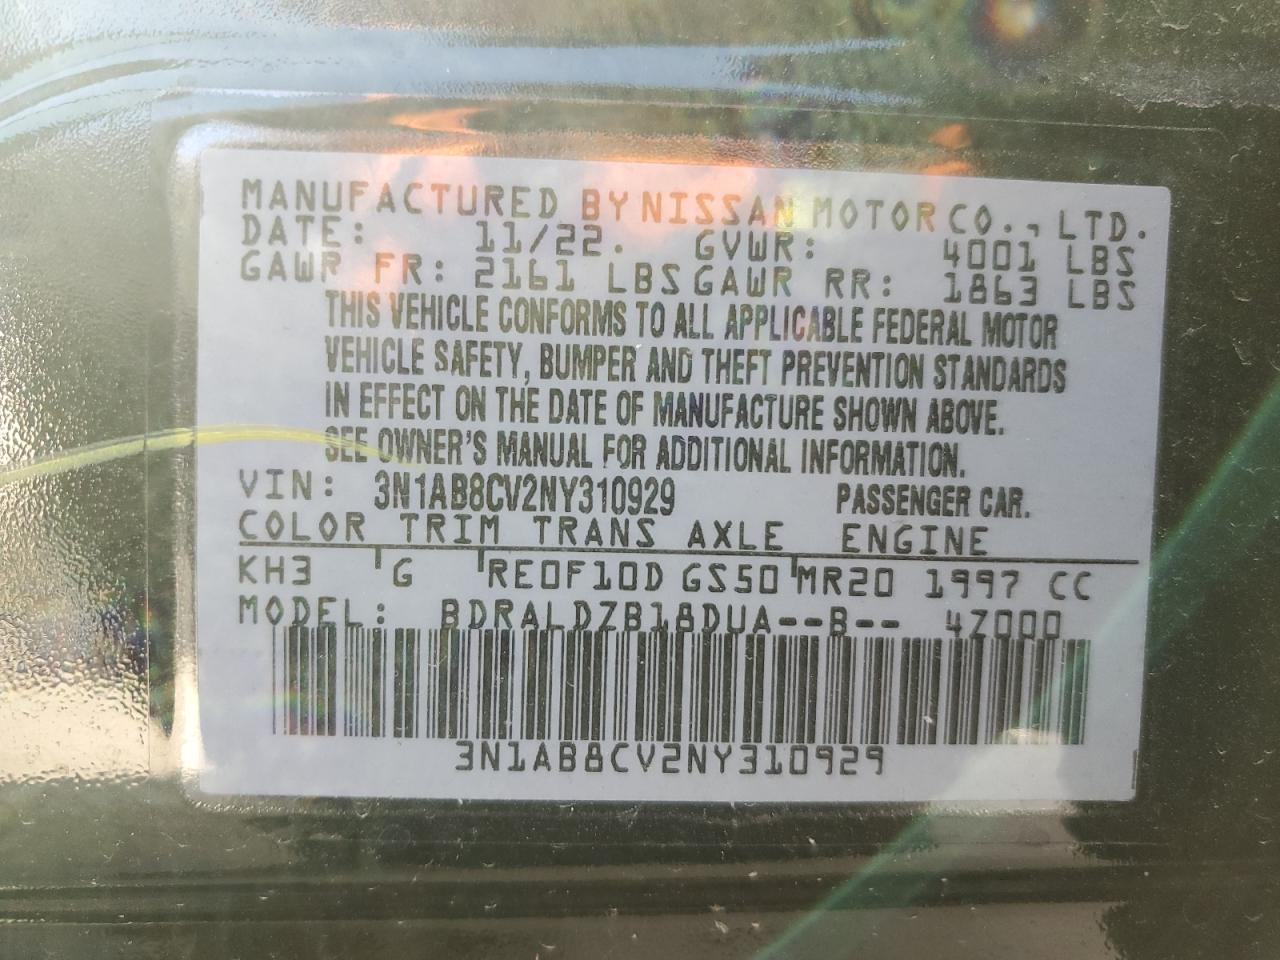 MANUFACTURED BY NISSAN MOTOR CO., LTD.
DATE: 11/22. GVWR: 4001 LBS
GAWR FR: 2161 LBS GAWR RR: 1863 LBS
THIS VEHICLE CONFORMS TO ALL APPLICABLE FEDERAL MOTOR
VEHICLE SAFETY, BUMPER AND THEFT PREVENTION STANDARDS
IN EFFECT ON THE DATE OF MANUFACTURE SHOWN ABOVE.
SEE OWNER'S MANUAL FOR ADDITIONAL INFORMATION.
VIN: 3N1AB8CV2NY310929 PASSENGER CAR.
COLOR TRIM TRANS AXLE ENGINE
KH3 G RE0F10D GS50 MR20 1997 CC
MODEL: BDRALDZB18DUA--B-- 4Z000
3N1AB8CV2NY310929